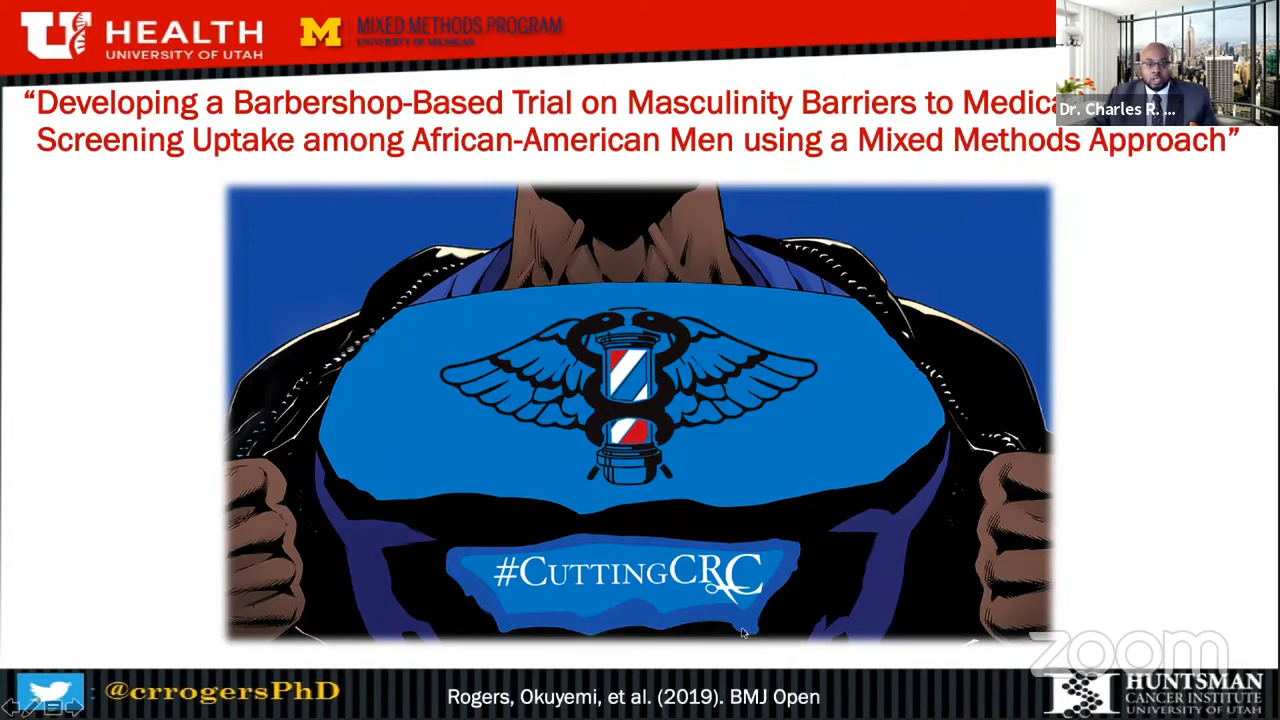 HEALTH
UNIVERSITY OF UTAH
MIXED METHODS PROGRAM
UNIVERSITY OF MICHIGAN
Dr. Charles R. ...
“Developing a Barbershop-Based Trial on Masculinity Barriers to Medica
Screening Uptake among African-American Men using a Mixed Methods Approach”
#CUTTINGCRC
zoom
: @crrogersPhD
Rogers, Okuyemi, et al. (2019). BMJ Open
HUNTSMAN
CANCER INSTITUTE
UNIVERSITY OF UTAH